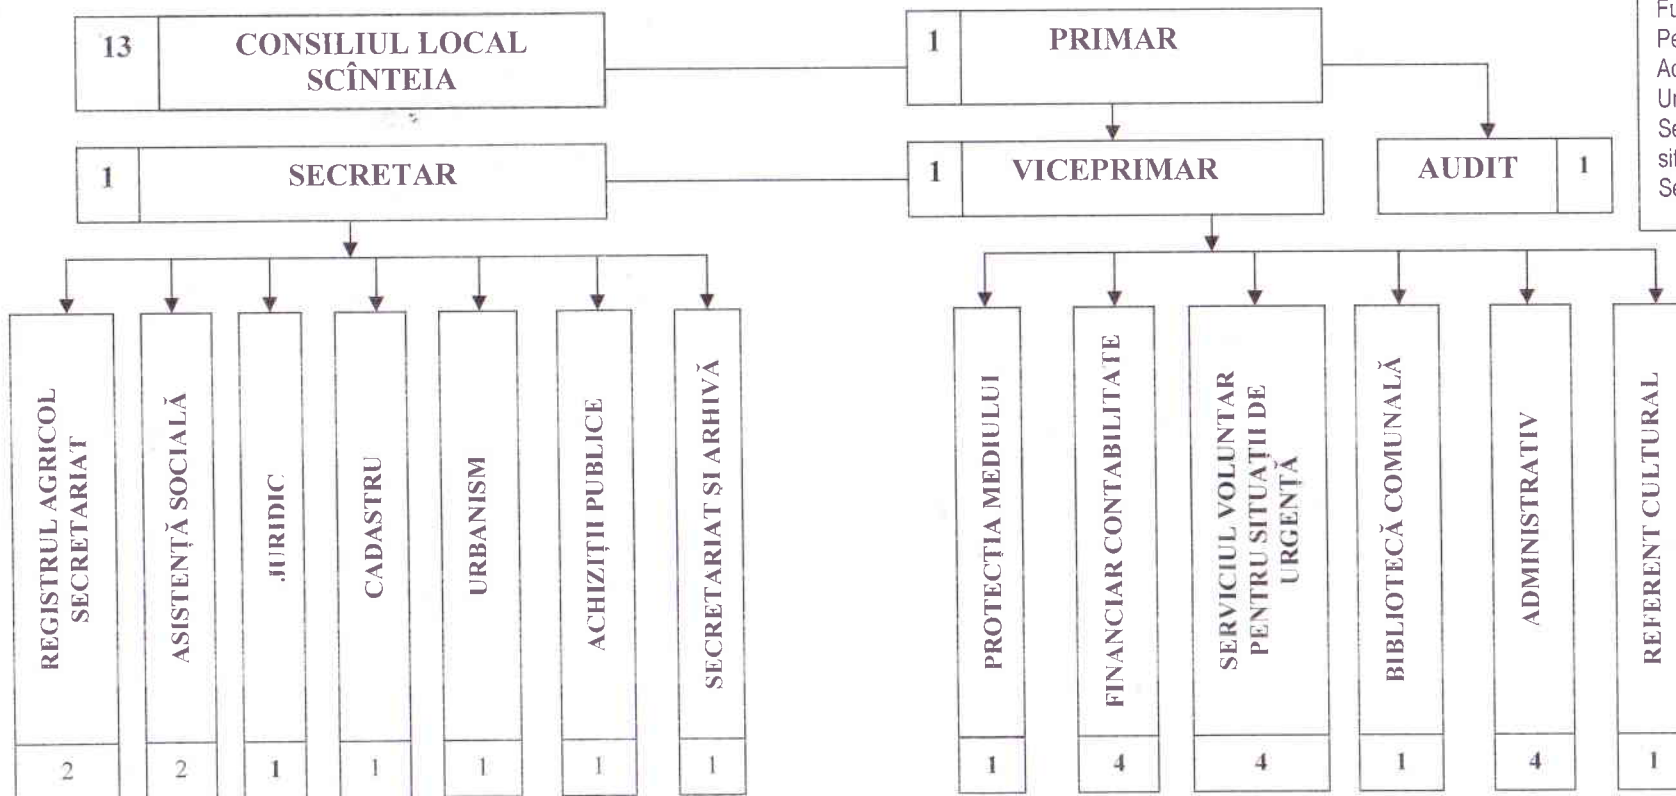 13
CONSILIUL LOCAL
SCÎNTEIA
1
PRIMAR
1
SECRETAR
1
VICEPRIMAR
AUDIT
1
REGISTRUL AGRICOL
SECRETARIAT
2
ASISTENȚĂ SOCIALĂ
2
JURIDIC
1
CADASTRU
1
URBANISM
1
ACHIZIȚII PUBLICE
1
SECRETARIAT ȘI ARHIVĂ
1
PROTECȚIA MEDIULUI
1
FINANCIAR CONTABILITATE
4
SERVICIUL VOLUNTAR
PENTRU SITUAȚII DE
URGENȚĂ
4
BIBLIOTECĂ COMUNALĂ
1
ADMINISTRATIV
4
REFERENT CULTURAL
1